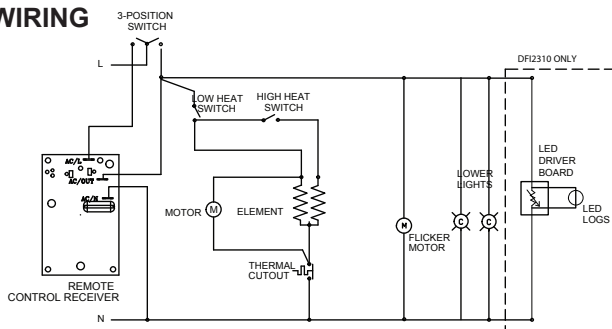 WIRING
3-POSITION
SWITCH
L
DFI2310 ONLY
LOW HEAT
SWITCH
HIGH HEAT
SWITCH
AC/L
AC/OUT
AC/N
MOTOR
M
ELEMENT
LOWER
LIGHTS
C
C
LED
DRIVER
BOARD
LED
LOGS
M
FLICKER
MOTOR
THERMAL
CUTOUT
REMOTE
CONTROL RECEIVER
N